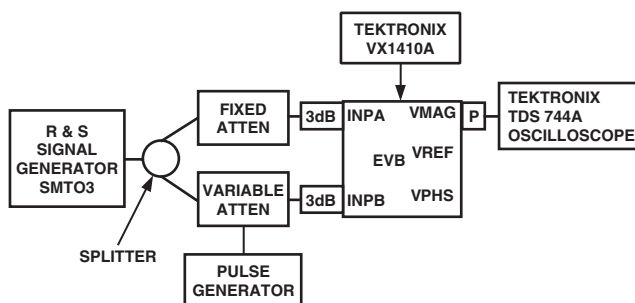 TEKTRONIX
VX1410A
R & S
SIGNAL
GENERATOR
SMTO3
SPLITTER
FIXED
ATTEN
VARIABLE
ATTEN
PULSE
GENERATOR
3dB
3dB
INPA
INPB
EVB
VMAG
VREF
VPHS
P
TEKTRONIX
TDS 744A
OSCILLOSCOPE